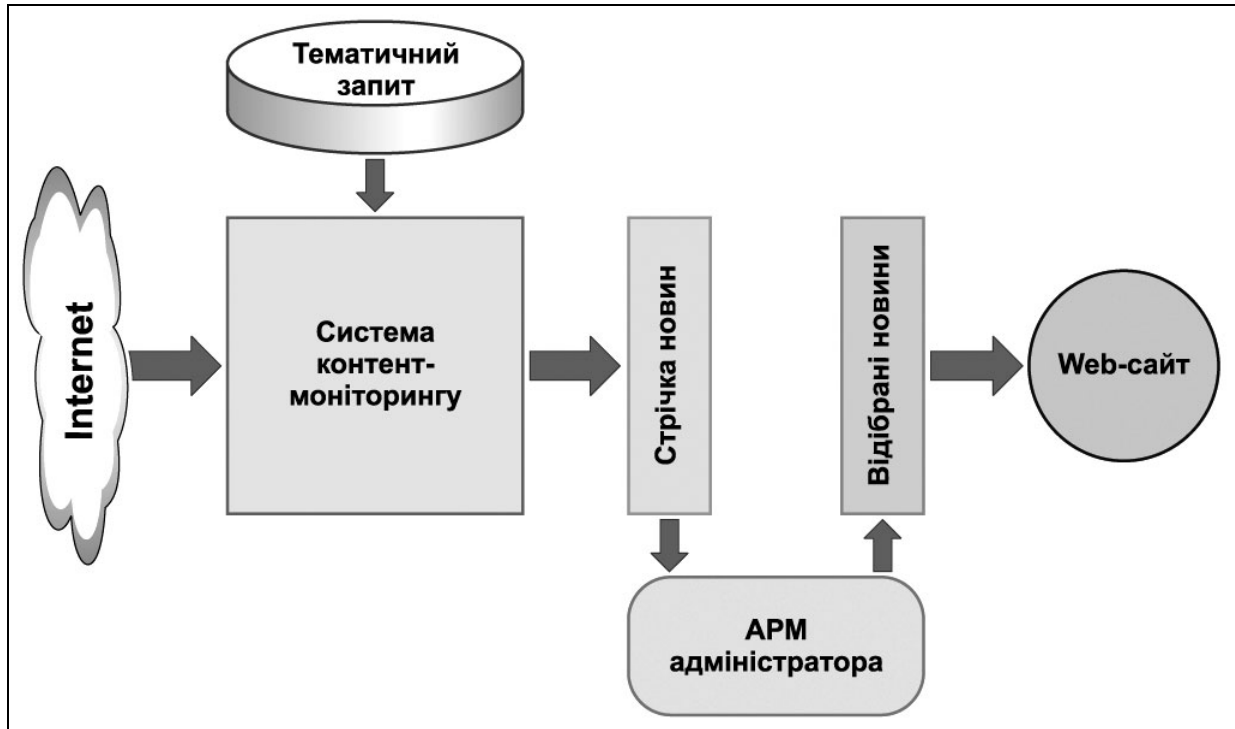 Тематичний
запит
Internet
Система
контент-
моніторингу
Стрічка новин
Відібрані новини
Web-сайт
АРМ
адміністратора